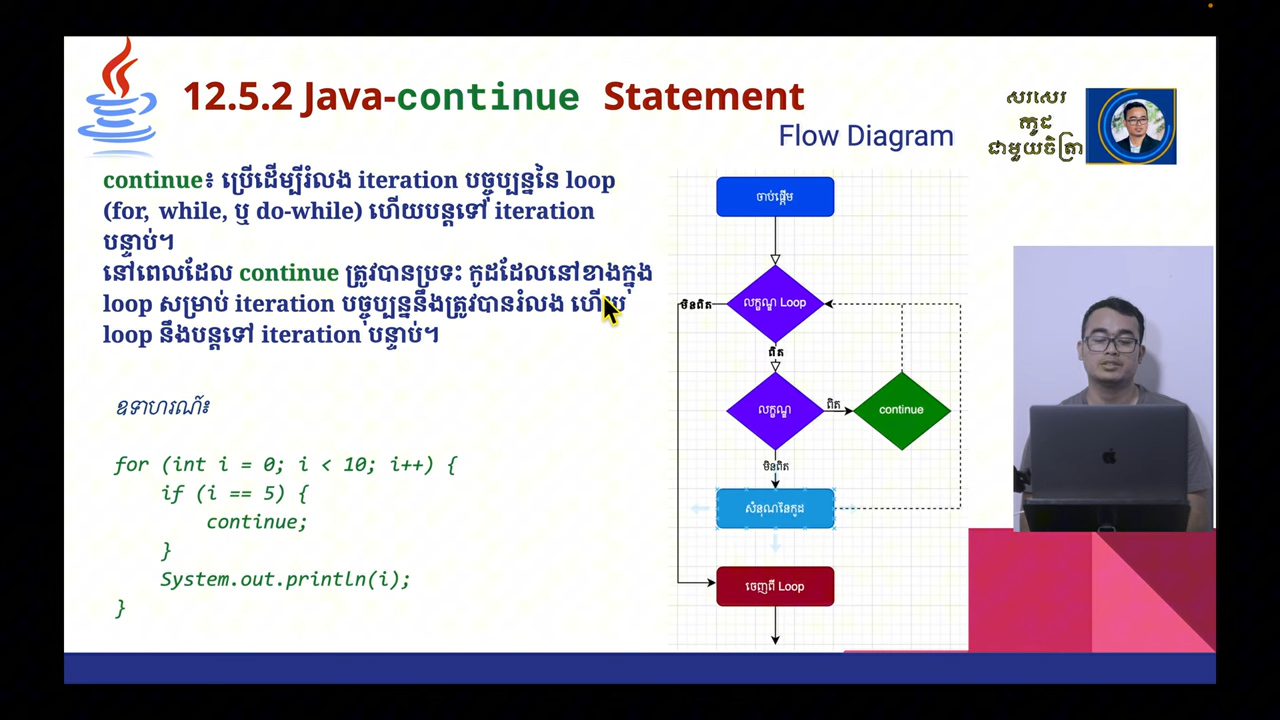 12.5.2 Java-continue Statement
Flow Diagram
សរសេរ
កូដ
ជាមួយចិត្រា
continue៖ ប្រើដើម្បីរំលង iteration បច្ចុប្បន្ននៃ loop
(for, while, ឬ do-while) ហើយបន្តទៅ iteration
បន្ទាប់។
នៅពេលដែល continue ត្រូវបានប្រទះ កូដដែលនៅខាងក្នុង
loop សម្រាប់ iteration បច្ចុប្បន្ននឹងត្រូវបានរំលង ហើយ
loop នឹងបន្តទៅ iteration បន្ទាប់។
ឧទាហរណ៍៖
for (int i = 0; i < 10; i++) {
if (i == 5) {
continue;
}
System.out.println(i);
}
ចាប់ផ្ដើម
លក្ខណ្ឌ Loop
មិនពិត
ពិត
លក្ខណ្ឌ
ពិត
continue
មិនពិត
សំនុណនៃកូដ
ចេញពី Loop